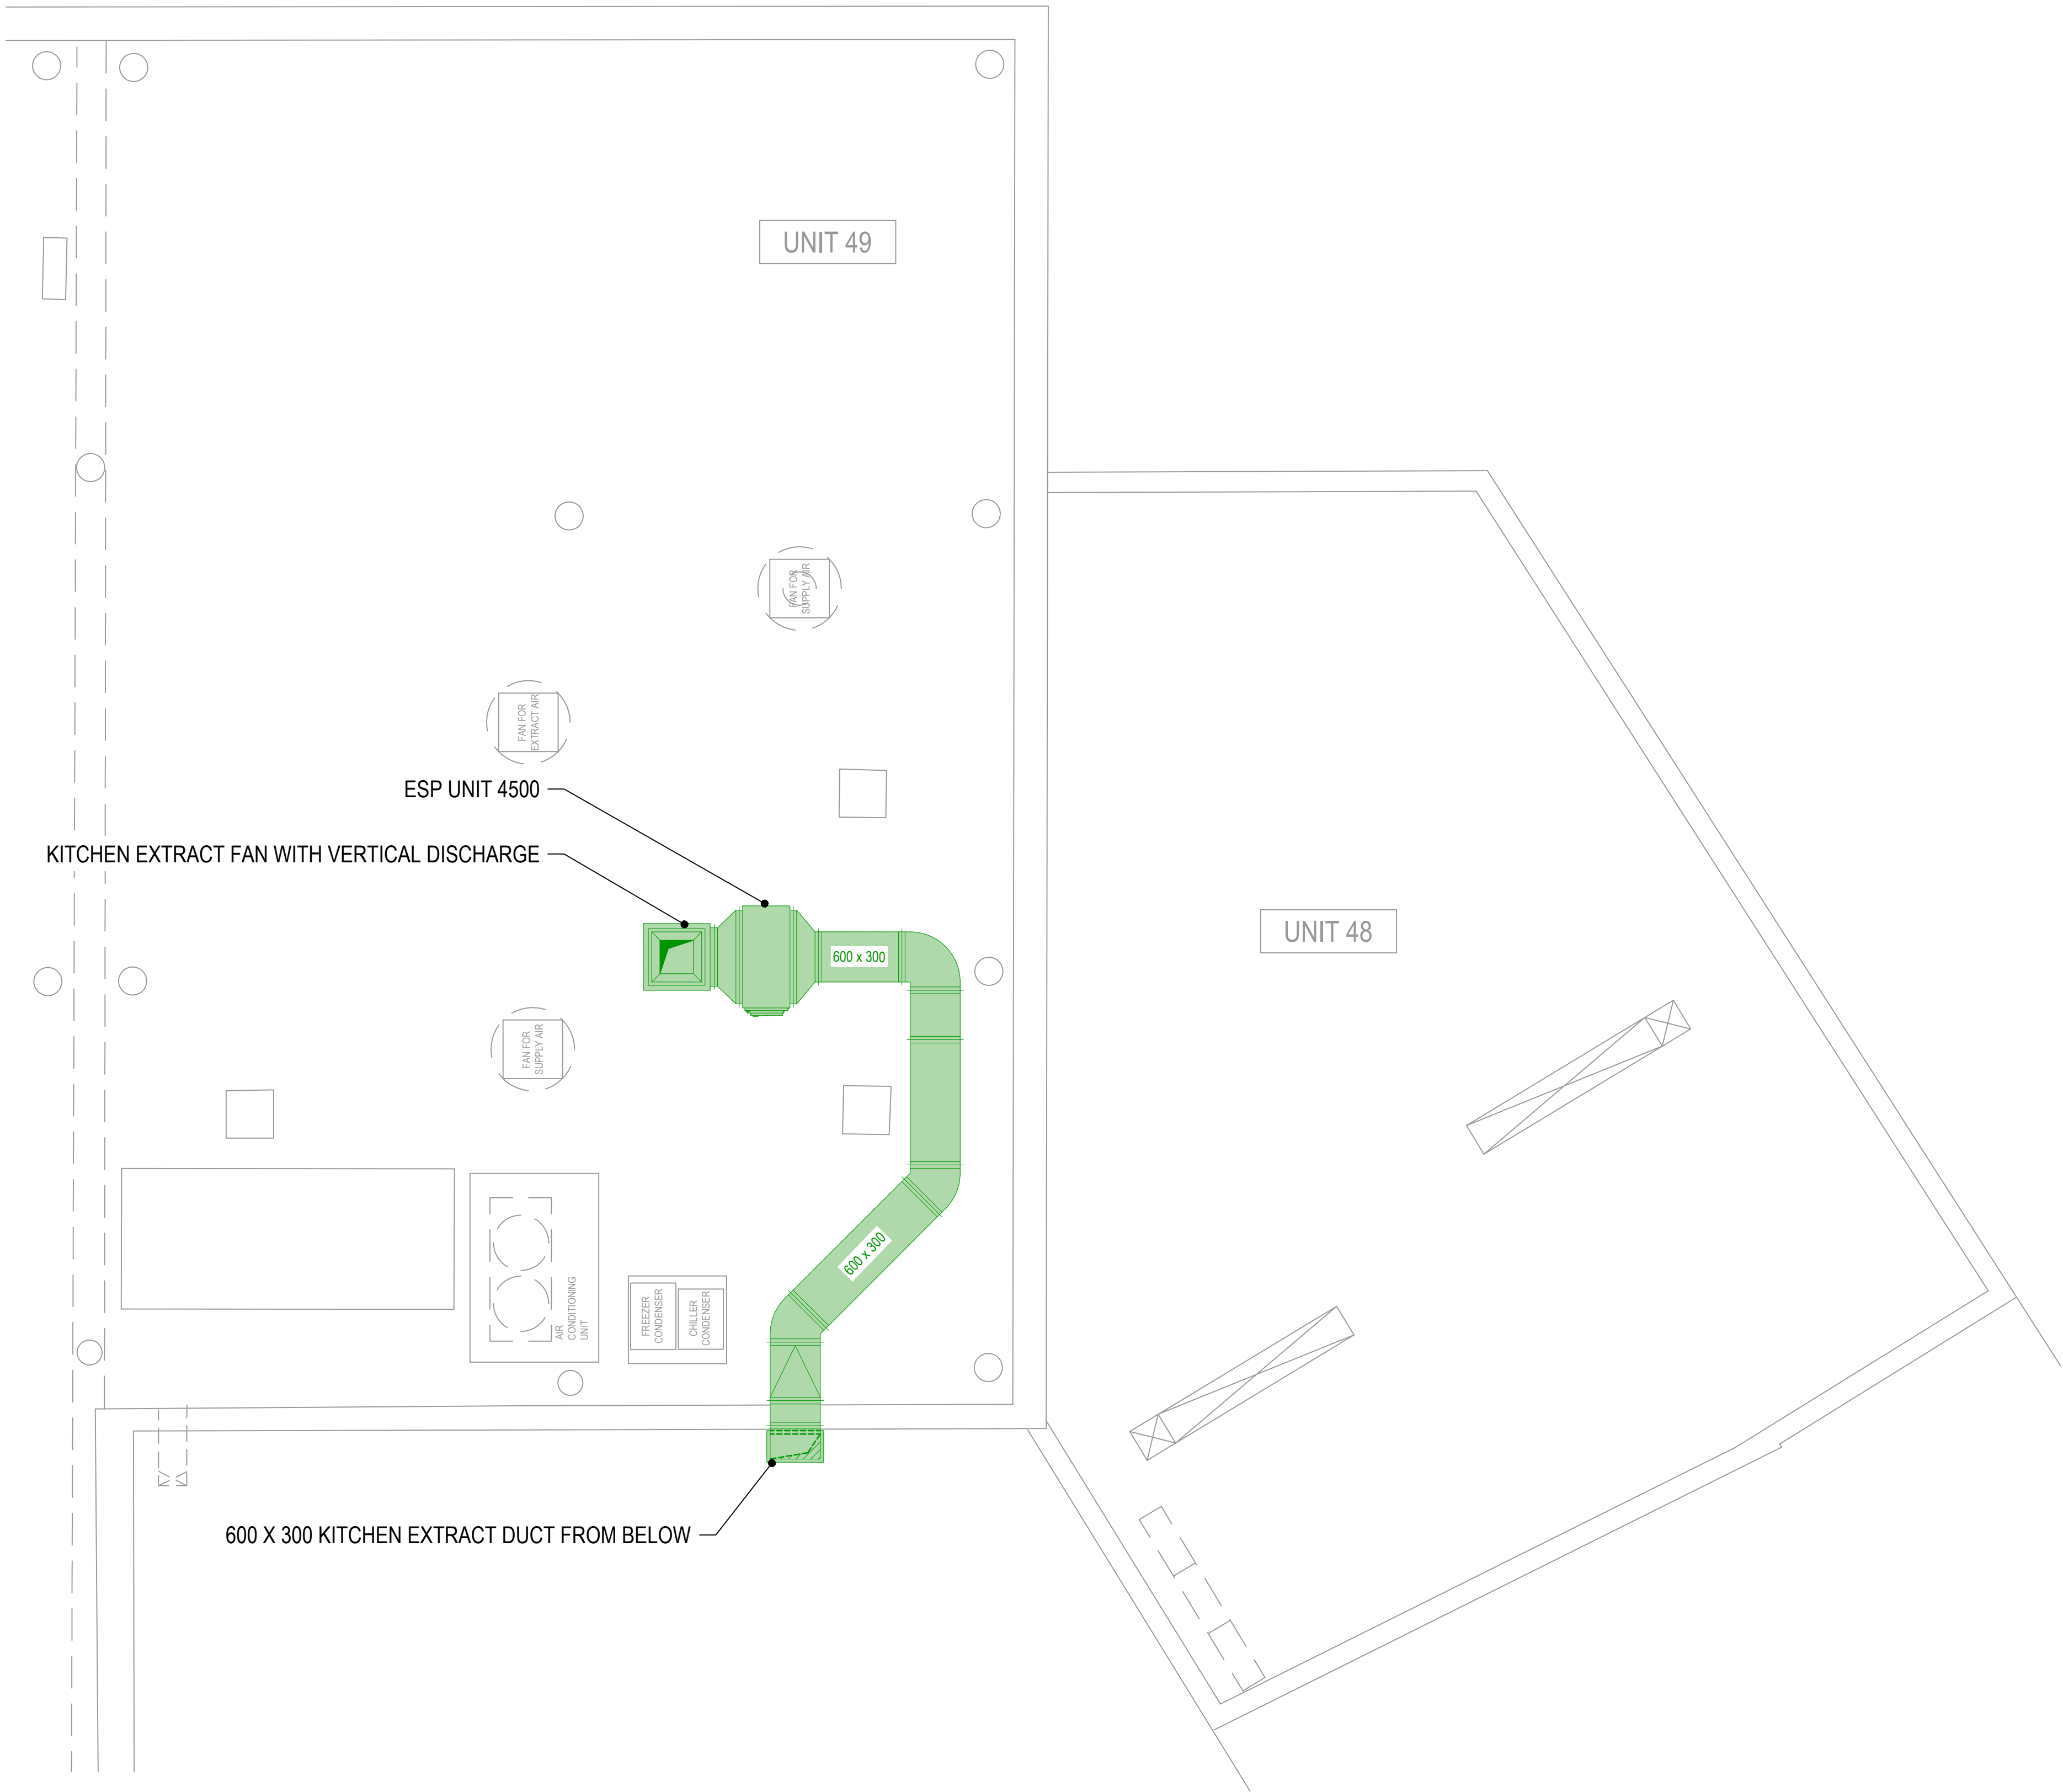 UNIT 49
FAN FOR
SUPPLY AIR
FAN FOR
EXTRACT AIR
ESP UNIT 4500
KITCHEN EXTRACT FAN WITH VERTICAL DISCHARGE
UNIT 48
600 x 300
FAN FOR
SUPPLY AIR
600 x 300
AIR
CONDITIONING
UNIT
FREEZER
CONDENSER
CHILLER
CONDENSER
600 X 300 KITCHEN EXTRACT DUCT FROM BELOW